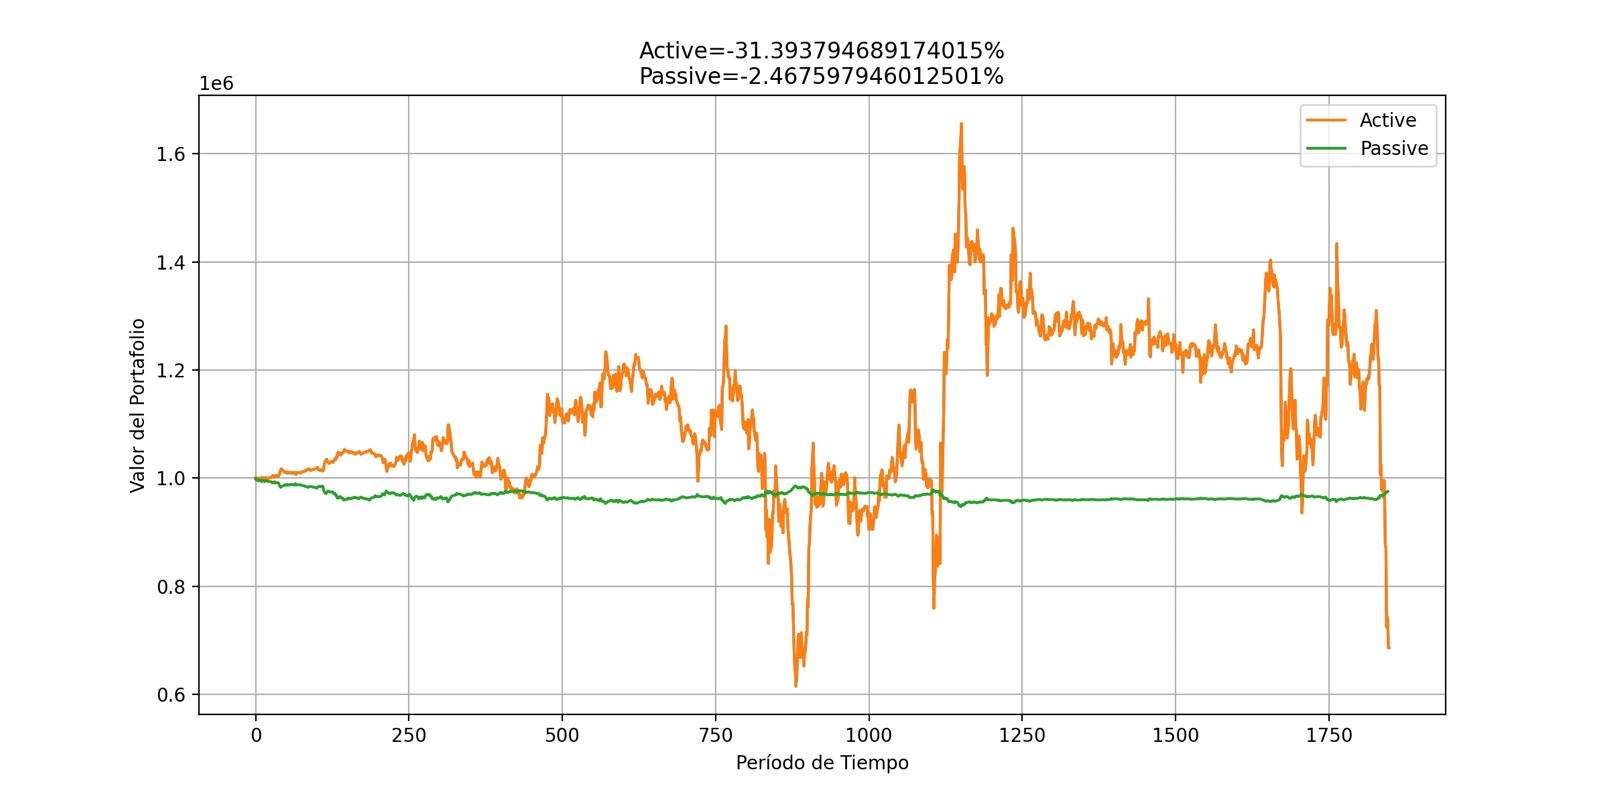 Active=-31.393794689174015%
Passive=-2.467597946012501%
1e6
Active
Passive
1.6
1.4
1.2
1.0
0.8
0.6
Valor del Portafolio
0 250 500 750 1000 1250 1500 1750
Período de Tiempo